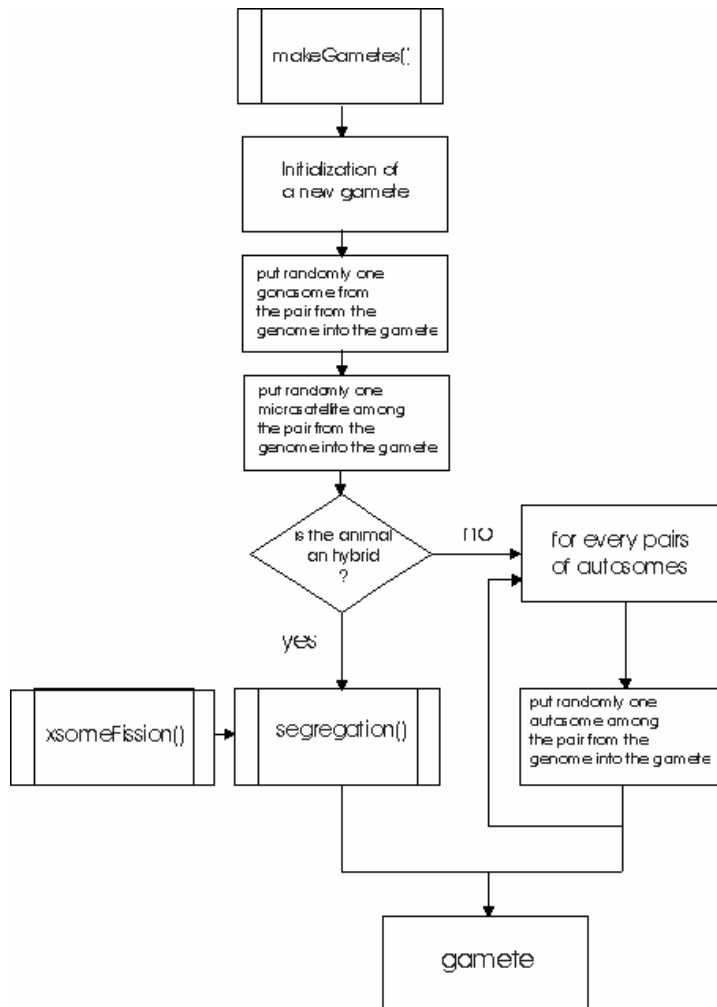 makeGametes()
Initialization of
a new gamete
put randomly one
gonosome from
the pair from the
genome into the gamete
put randomly one
microsatellite among
the pair from the
genome into the gamete
is the animal
an hybrid
?
no
for every pairs
of autosomes
yes
xsomeFission()
segregation()
put randomly one
autosome among
the pair from the
genome into the gamete
gamete